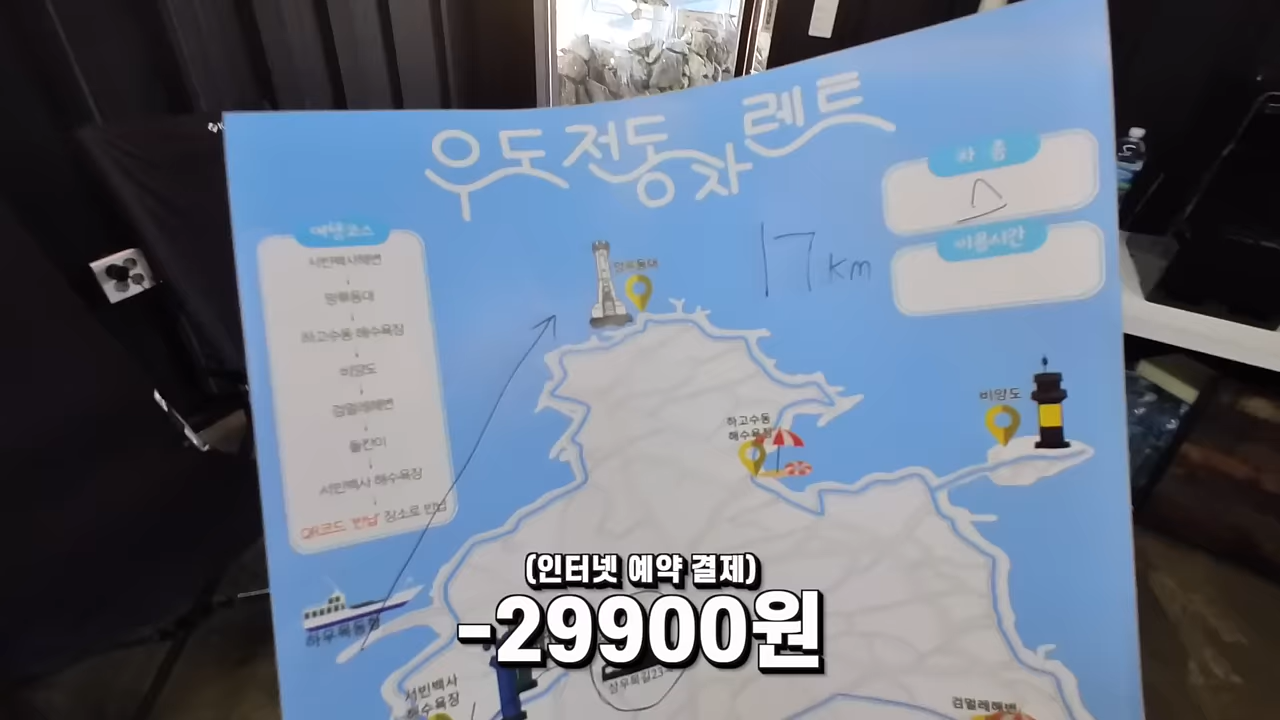 우도전동차렌트
차 종
이용시간
17km
여행코스
서빈백사해변
망루등대
하고수동 해수욕장
비양도
검멀레해변
돌칸이
서빈백사 해수욕장
QR코드 '반납' 장소로 반납
망루등대
하고수동
해수욕장
비양도
하우목동항
서빈백사
해수욕장
검멀레해변
(인터넷 예약 결제)
-29900원